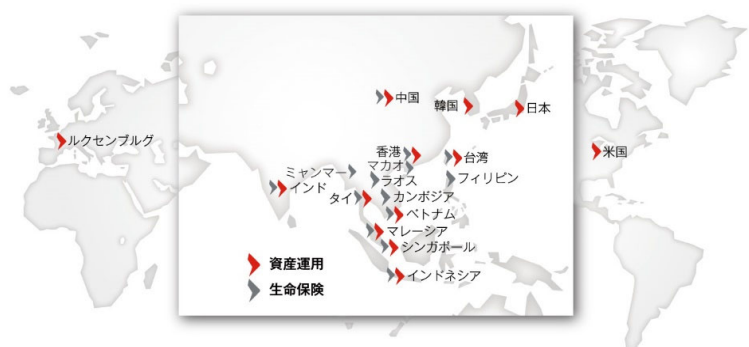 中国
韓国
日本
ルクセンブルグ
米国
香港
台湾
マカオ
ミャンマー
ラオス
フィリピン
インド
タイ
カンボジア
ベトナム
マレーシア
シンガポール
資産運用
インドネシア
生命保険